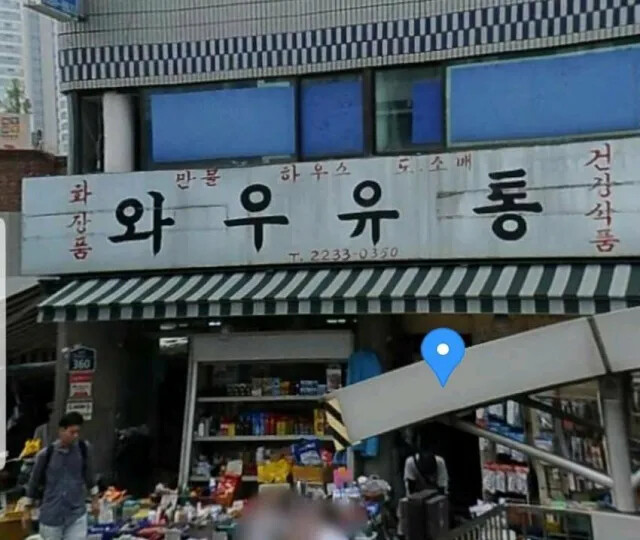 만물 하우스 도.소매
화장품
와우유통
건강식품
T. 2233-0350
360